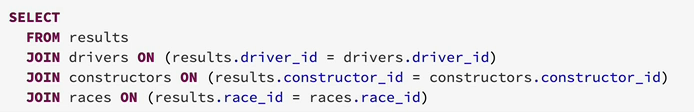 SELECT
FROM results
JOIN drivers ON (results.driver_id = drivers.driver_id)
JOIN constructors ON (results.constructor_id = constructors.constructor_id)
JOIN races ON (results.race_id = races.race_id)